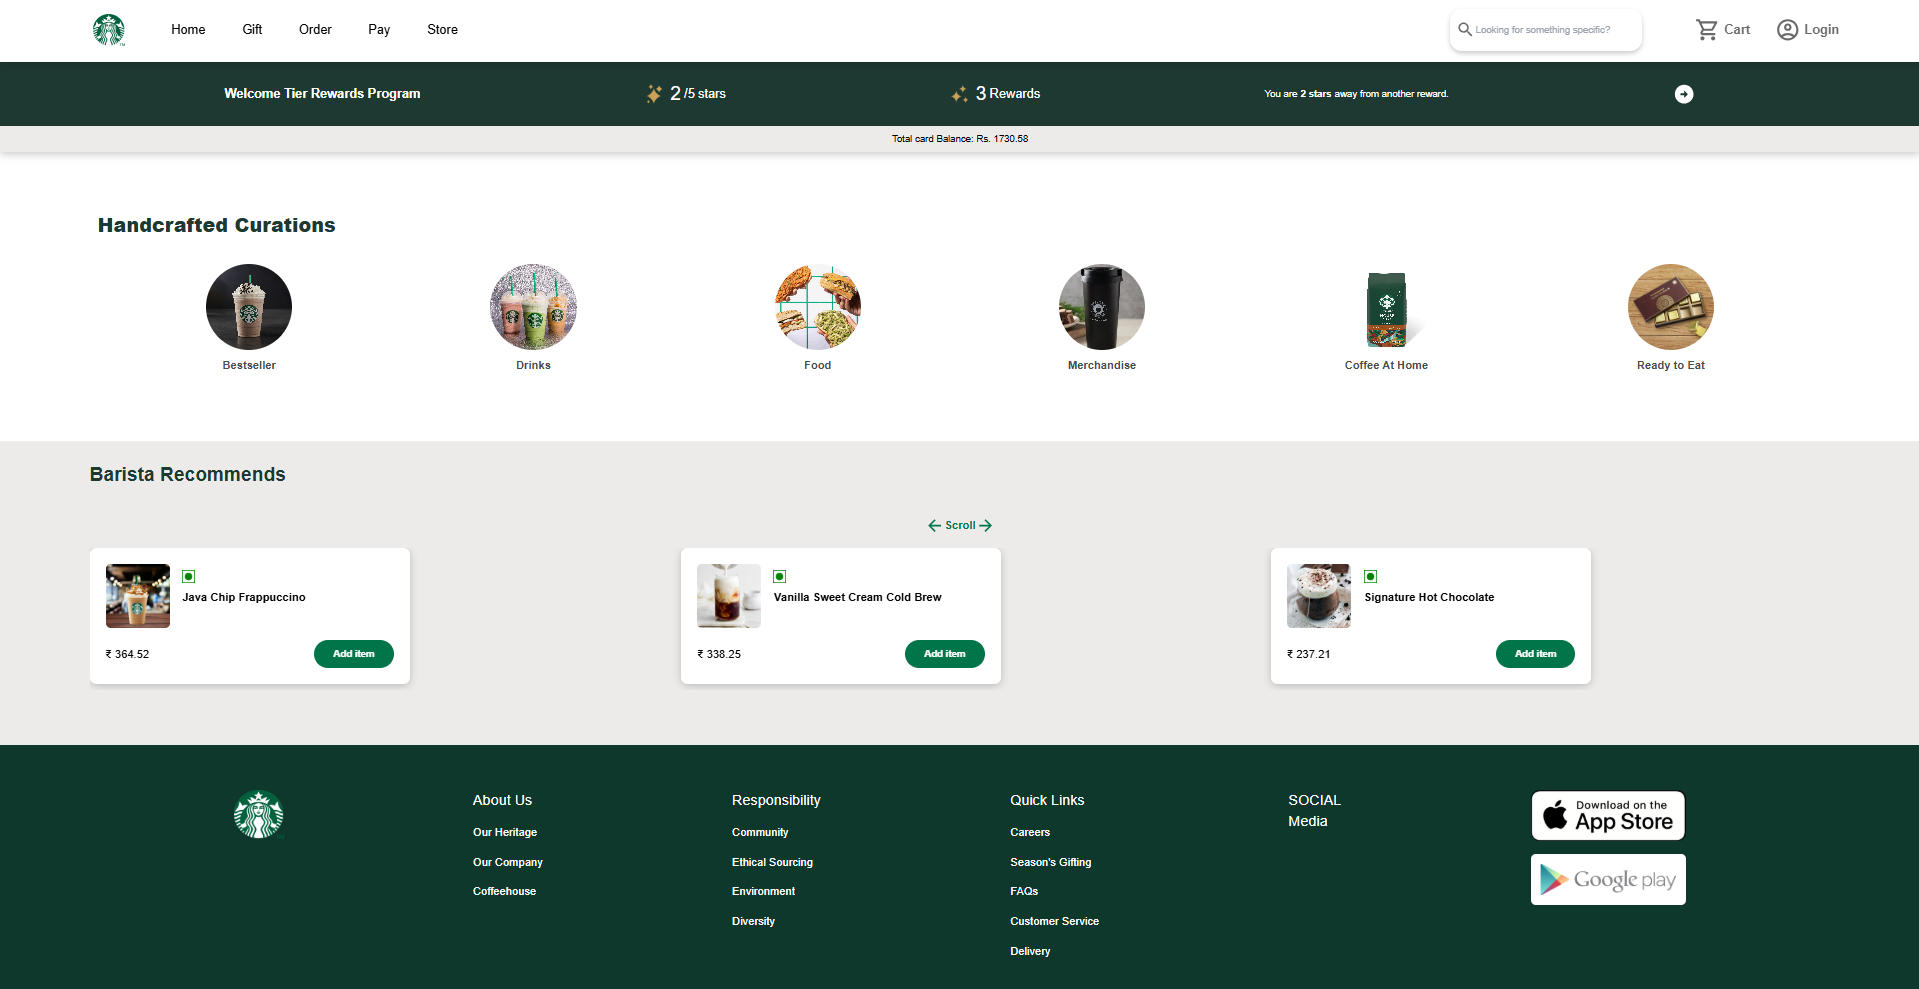 Home Gift Order Pay Store
Looking for something specific?
Cart Login
Welcome Tier Rewards Program
2 /5 stars
3 Rewards
You are 2 stars away from another reward.
Total card Balance: Rs. 1730.58
Handcrafted Curations
Bestseller
Drinks
Food
Merchandise
Coffee At Home
Ready to Eat
Barista Recommends
Scroll
Java Chip Frappuccino
₹ 364.52
Add item
Vanilla Sweet Cream Cold Brew
₹ 338.25
Add item
Signature Hot Chocolate
₹ 237.21
Add item
About Us
Our Heritage
Our Company
Coffeehouse
Responsibility
Community
Ethical Sourcing
Environment
Diversity
Quick Links
Careers
Season's Gifting
FAQs
Customer Service
Delivery
SOCIAL
Media
Download on the
App Store
Google play